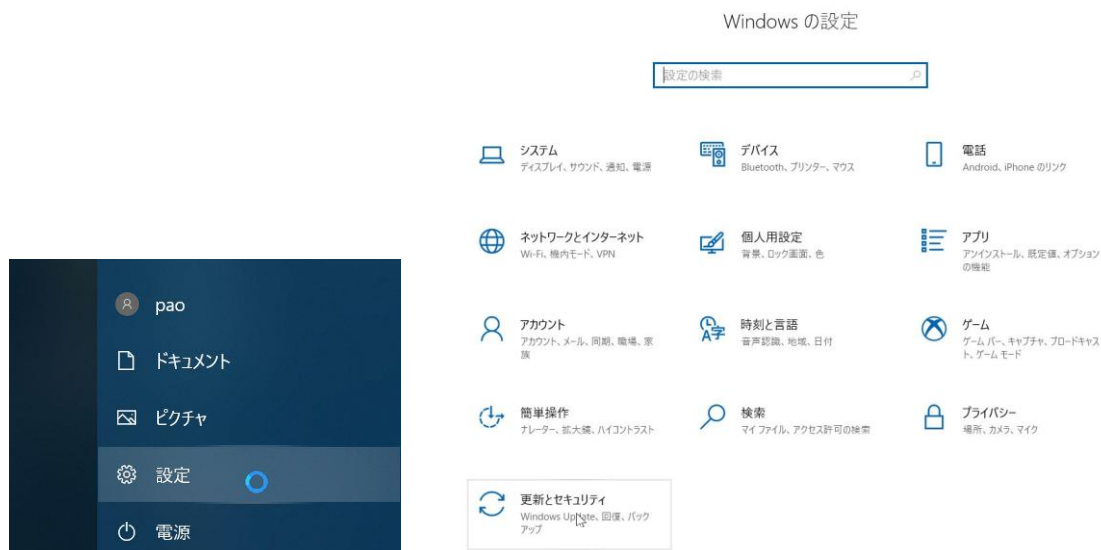 pao
ドキュメント
ピクチャ
設定
電源
Windows の設定
設定の検索
システム
ディスプレイ、サウンド、通知、電源
デバイス
Bluetooth、プリンター、マウス
電話
Android、iPhone のリンク
ネットワークとインターネット
Wi-Fi、機内モード、VPN
個人用設定
背景、ロック画面、色
アプリ
アンインストール、既定値、オプション
の機能
アカウント
アカウント、メール、同期、職場、家
族
時刻と言語
音声認識、地域、日付
ゲーム
ゲーム バー、キャプチャ、ブロードキャス
ト、ゲーム モード
簡単操作
ナレーター、拡大鏡、ハイコントラスト
検索
マイ ファイル、アクセス許可の検索
プライバシー
場所、カメラ、マイク
更新とセキュリティ
Windows Update、回復、バック
アップ